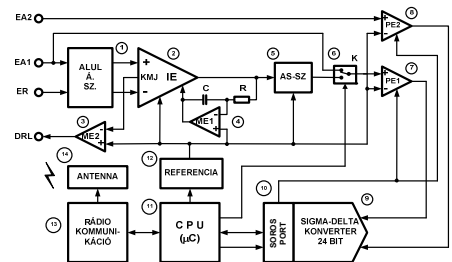 EA2
8
+
PE2
-
EA1
1
2
5
6
7
ALUL
Á.
SZ.
+
KMJ
IE
-
AS-SZ
K
+
PE1
-
C
R
ER
3
ME1
-
+
4
DRL
ME2
-
+
14
12
ANTENNA
REFERENCIA
13
11
10
9
RÁDIO
KOMMU-
NIKÁCIÓ
C P U
(μC)
SOROS
PORT
SIGMA-DELTA
KONVERTER
24 BIT